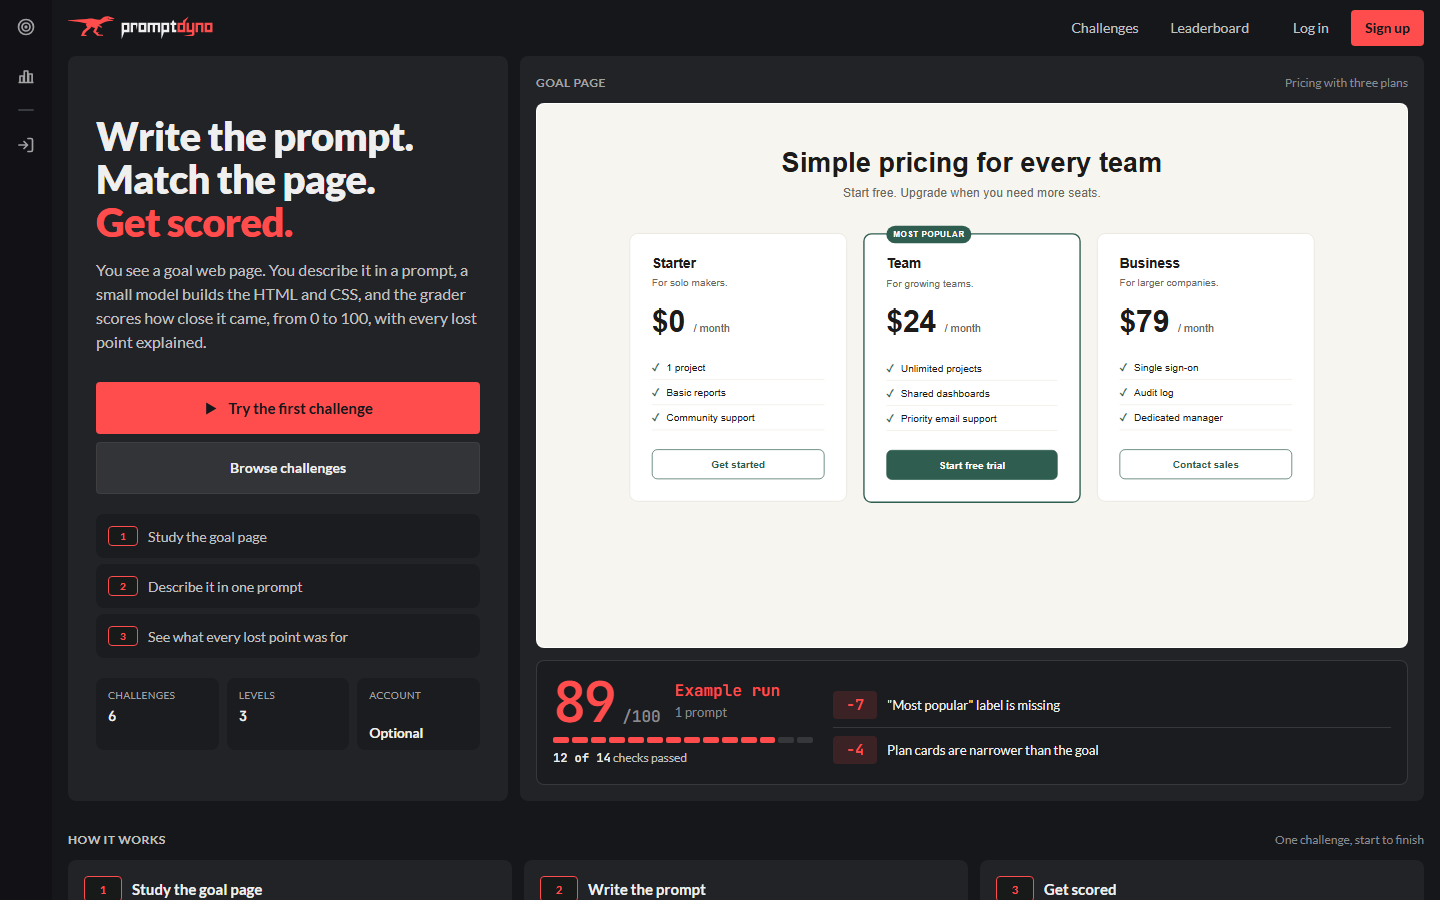 promptdyno
Challenges
Leaderboard
Log in
Sign up
Write the prompt.
Match the page.
Get scored.
You see a goal web page. You describe it in a prompt, a
small model builds the HTML and CSS, and the grader
scores how close it came, from 0 to 100, with every lost
point explained.
Try the first challenge
Browse challenges
1 Study the goal page
2 Describe it in one prompt
3 See what every lost point was for
CHALLENGES
6
LEVELS
3
ACCOUNT
Optional
GOAL PAGE
Pricing with three plans
Simple pricing for every team
Start free. Upgrade when you need more seats.
Starter
For solo makers.
$0 / month
✓ 1 project
✓ Basic reports
✓ Community support
Get started
MOST POPULAR
Team
For growing teams.
$24 / month
✓ Unlimited projects
✓ Shared dashboards
✓ Priority email support
Start free trial
Business
For larger companies.
$79 / month
✓ Single sign-on
✓ Audit log
✓ Dedicated manager
Contact sales
89 /100
Example run
1 prompt
12 of 14 checks passed
-7 "Most popular" label is missing
-4 Plan cards are narrower than the goal
HOW IT WORKS
One challenge, start to finish
1 Study the goal page
2 Write the prompt
3 Get scored